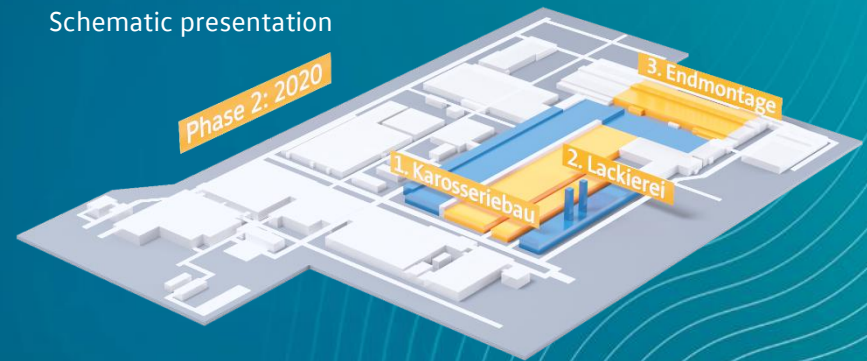 Schematic presentation
Phase 2: 2020
3. Endmontage
1. Karosseriebau
2. Lackierei